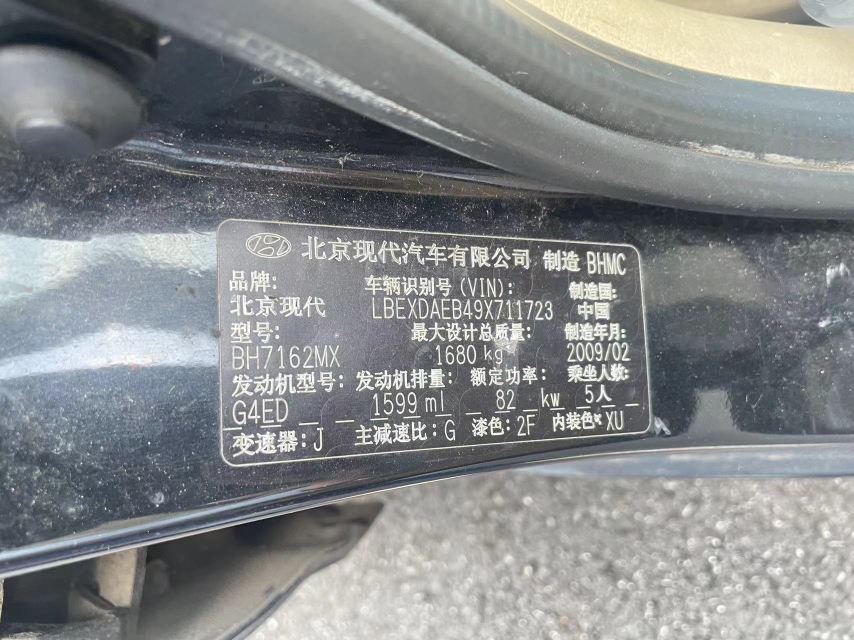 北京现代汽车有限公司 制造 BHMC
品牌: 车辆识别号(VIN): 制造国:
北京现代 LBEXDAEB49X711723 中国
型号: 最大设计总质量: 制造年月:
BH7162MX 1680 kg 2009/02
发动机型号: 发动机排量: 额定功率: 乘坐人数:
G4ED 1599 ml 82 kw 5人
变速器: J 主减速比: G 漆色: 2F 内装色: XU